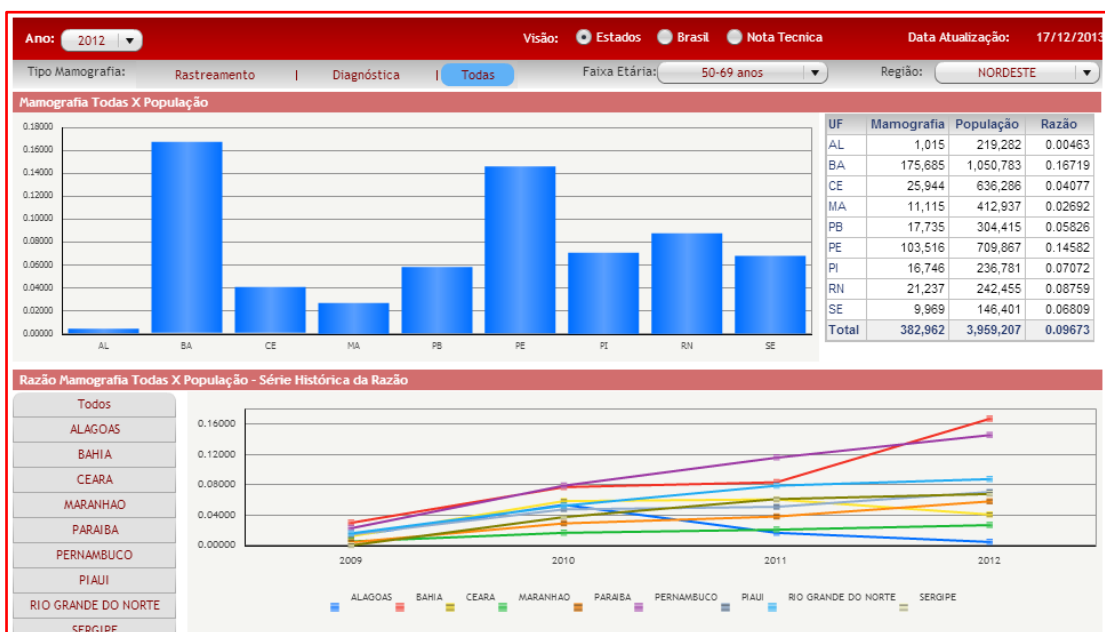 Ano: 2012 Visão: Estados Brasil Nota Tecnica Data Atualização: 17/12/2013
Tipo Mamografia: Rastreamento | Diagnóstica | Todas Faixa Etária: 50-69 anos Região: NORDESTE
Mamografia Todas X População
0.18000
0.16000
0.14000
0.12000
0.10000
0.08000
0.06000
0.04000
0.02000
0.00000
AL BA CE MA PB PE PI RN SE
UF Mamografia População Razão
AL 1,015 219,282 0.00463
BA 175,685 1,050,783 0.16719
CE 25,944 636,286 0.04077
MA 11,115 412,937 0.02692
PB 17,735 304,415 0.05826
PE 103,516 709,867 0.14582
PI 16,746 236,781 0.07072
RN 21,237 242,455 0.08759
SE 9,969 146,401 0.06809
Total 382,962 3,959,207 0.09673
Razão Mamografia Todas X População - Série Histórica da Razão
Todos
ALAGOAS
BAHIA
CEARA
MARANHAO
PARAIBA
PERNAMBUCO
PIAUI
RIO GRANDE DO NORTE
SERGIPE
0.16000
0.12000
0.08000
0.04000
0.00000
2009 2010 2011 2012
ALAGOAS BAHIA CEARA MARANHAO PARAIBA PERNAMBUCO PIAUI RIO GRANDE DO NORTE SERGIPE